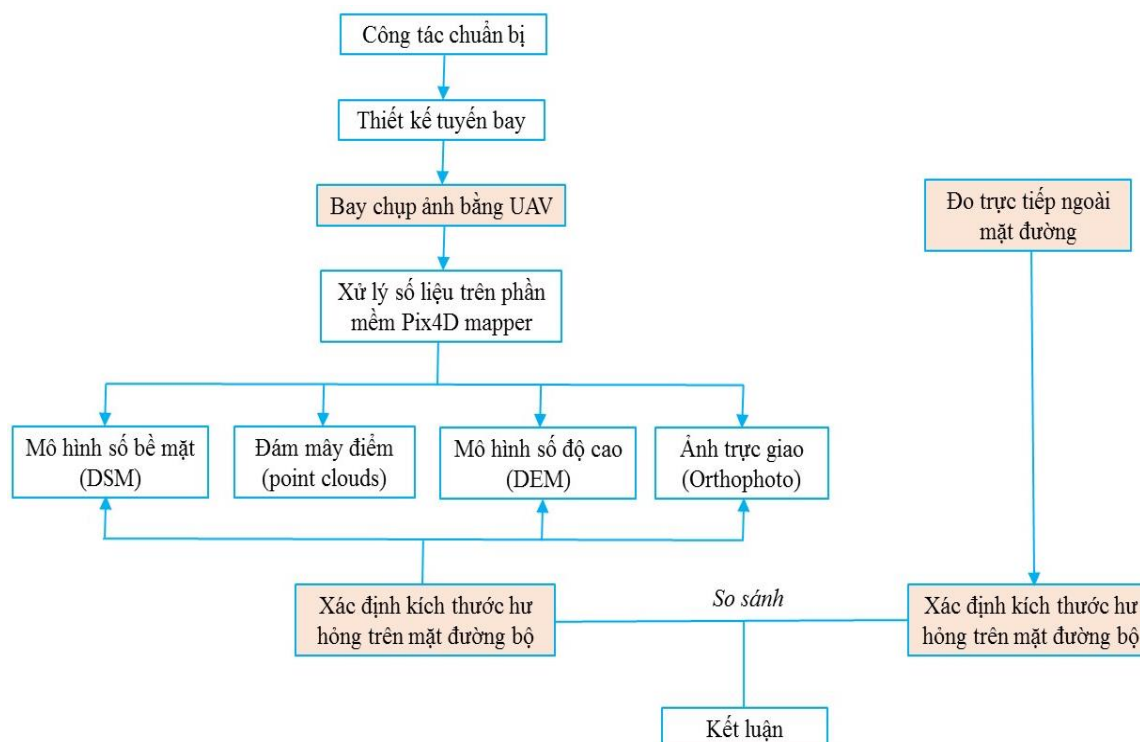 Công tác chuẩn bị
Thiết kế tuyến bay
Bay chụp ảnh bằng UAV
Đo trực tiếp ngoài
mặt đường
Xử lý số liệu trên phần
mềm Pix4D mapper
Mô hình số bề mặt
(DSM)
Đám mây điểm
(point clouds)
Mô hình số độ cao
(DEM)
Ảnh trực giao
(Orthophoto)
Xác định kích thước hư
hỏng trên mặt đường bộ
So sánh
Xác định kích thước hư
hỏng trên mặt đường bộ
Kết luận